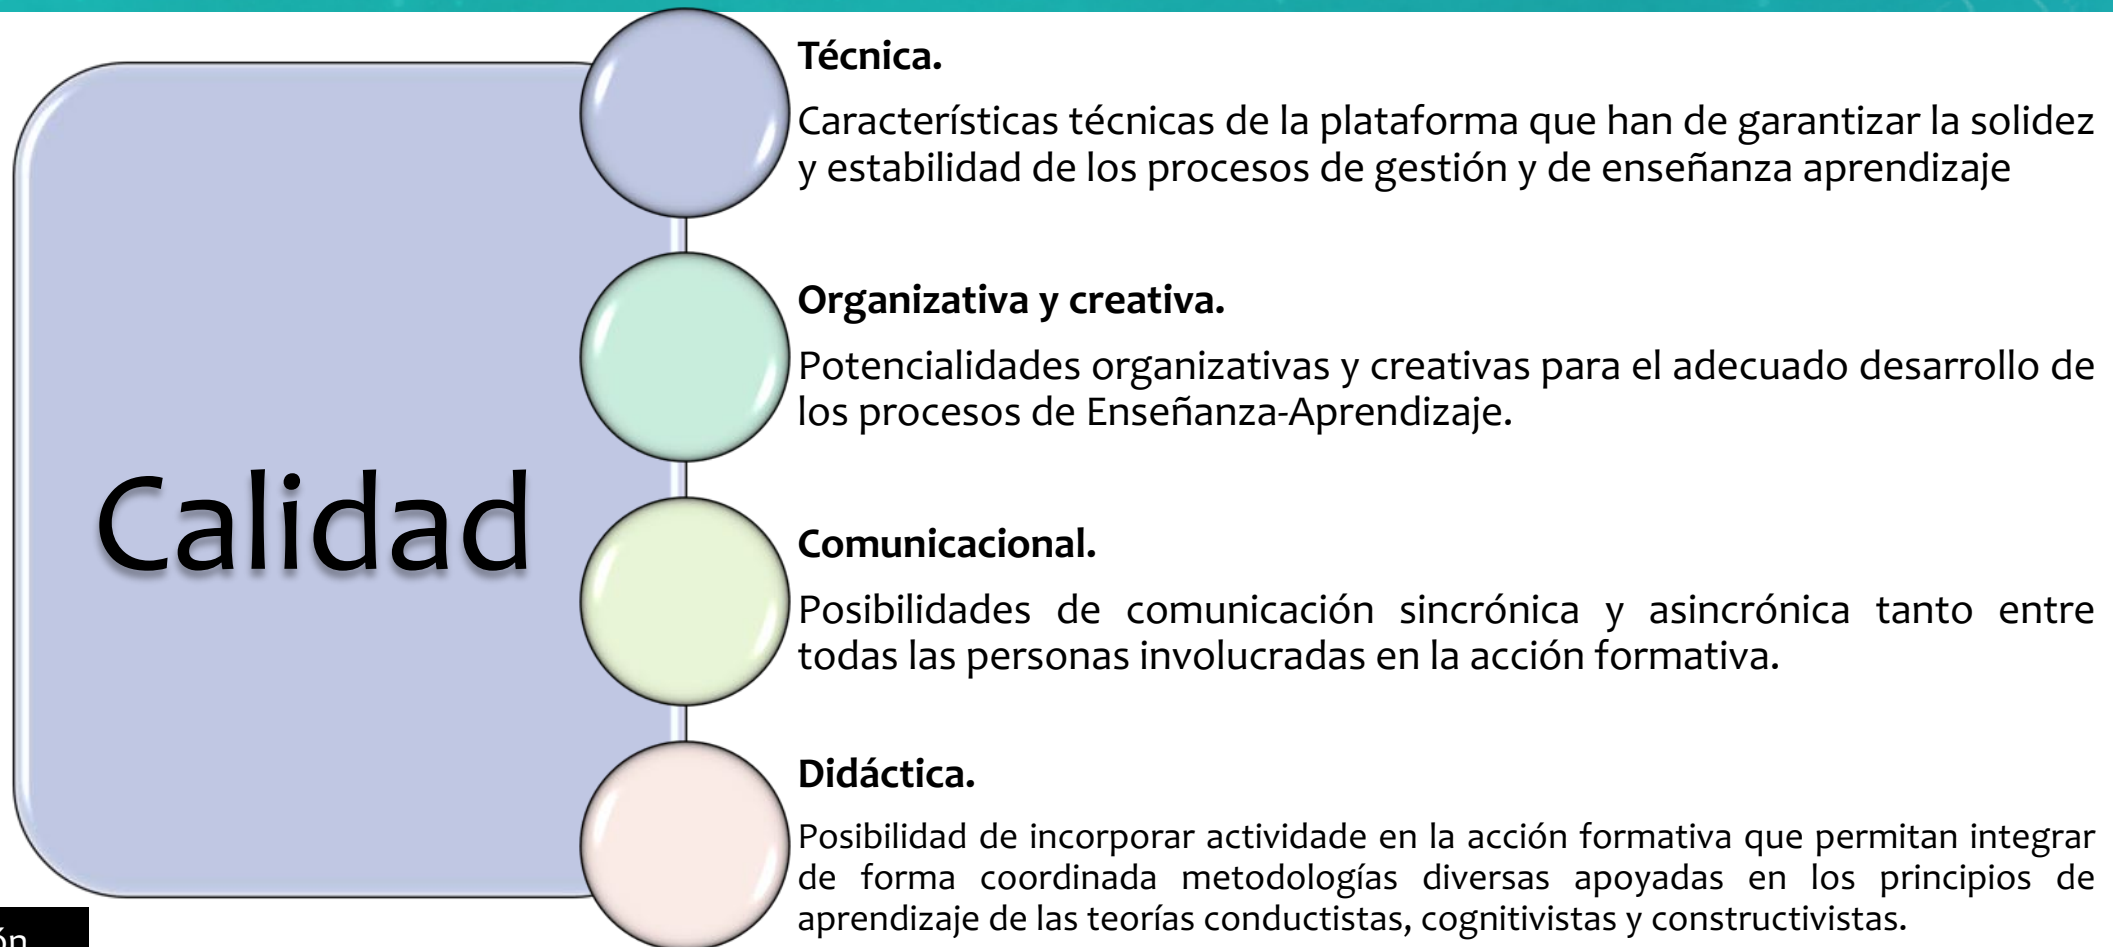 Calidad
Técnica.
Características técnicas de la plataforma que han de garantizar la solidez
y estabilidad de los procesos de gestión y de enseñanza aprendizaje
Organizativa y creativa.
Potencialidades organizativas y creativas para el adecuado desarrollo de
los procesos de Enseñanza-Aprendizaje.
Comunicacional.
Posibilidades de comunicación sincrónica y asincrónica tanto entre
todas las personas involucradas en la acción formativa.
Didáctica.
Posibilidad de incorporar actividade en la acción formativa que permitan integrar
de forma coordinada metodologías diversas apoyadas en los principios de
aprendizaje de las teorías conductistas, cognitivistas y constructivistas.